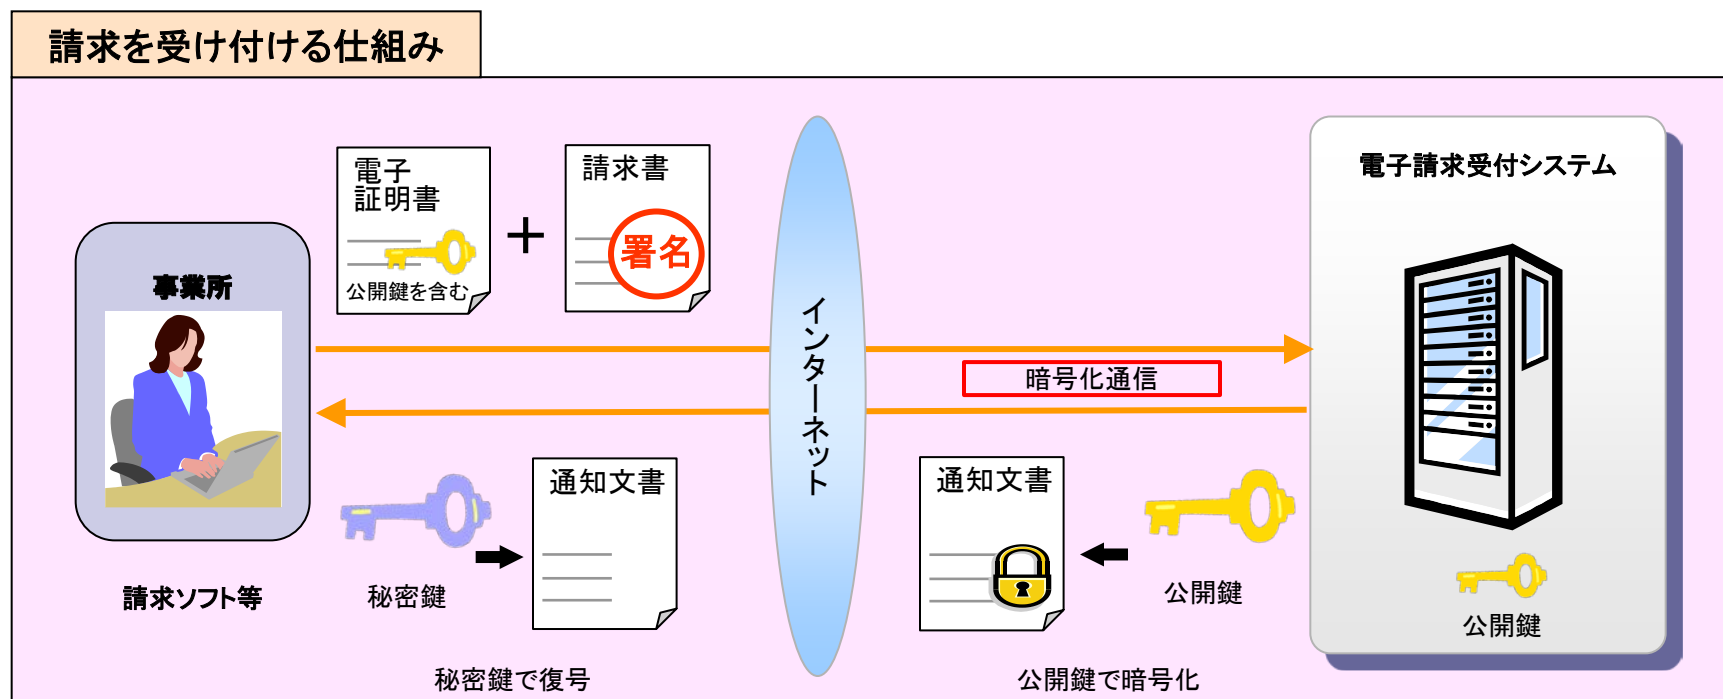 請求を受け付ける仕組み
電子
証明書
公開鍵を含む
＋
請求書
署名
電子請求受付システム
事業所
インターネット
暗号化通信
請求ソフト等
秘密鍵
通知文書
通知文書
公開鍵
公開鍵
秘密鍵で復号
公開鍵で暗号化